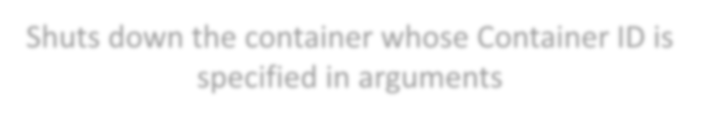 Shuts down the container whose Container ID is
specified in arguments